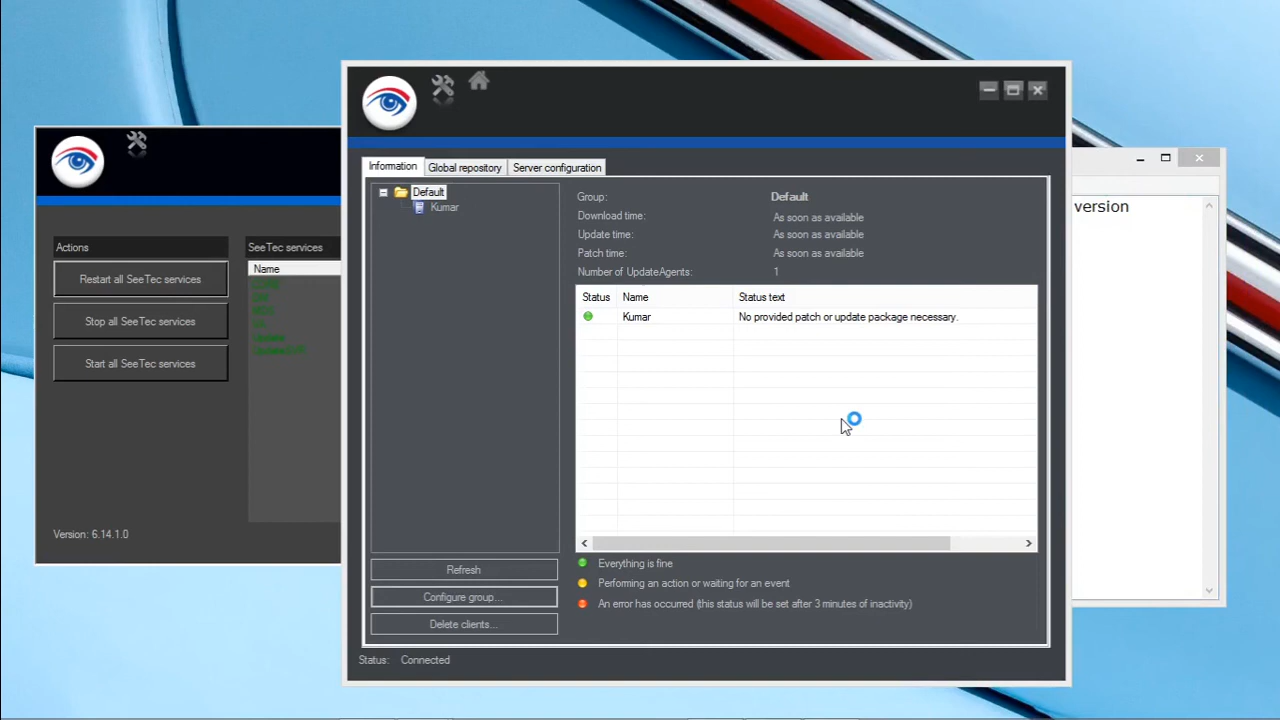 Actions
Restart all SeeTec services
Stop all SeeTec services
Start all SeeTec services
Version: 6.14.1.0
SeeTec services
Name
Information
Global repository
Server configuration
Default
Kumar
Refresh
Configure group...
Delete clients...
Status: Connected
Group: Default
Download time: As soon as available
Update time: As soon as available
Patch time: As soon as available
Number of UpdateAgents: 1
Status Name Status text
Kumar No provided patch or update package necessary.
Everything is fine
Performing an action or waiting for an event
An error has occurred (this status will be set after 3 minutes of inactivity)
version